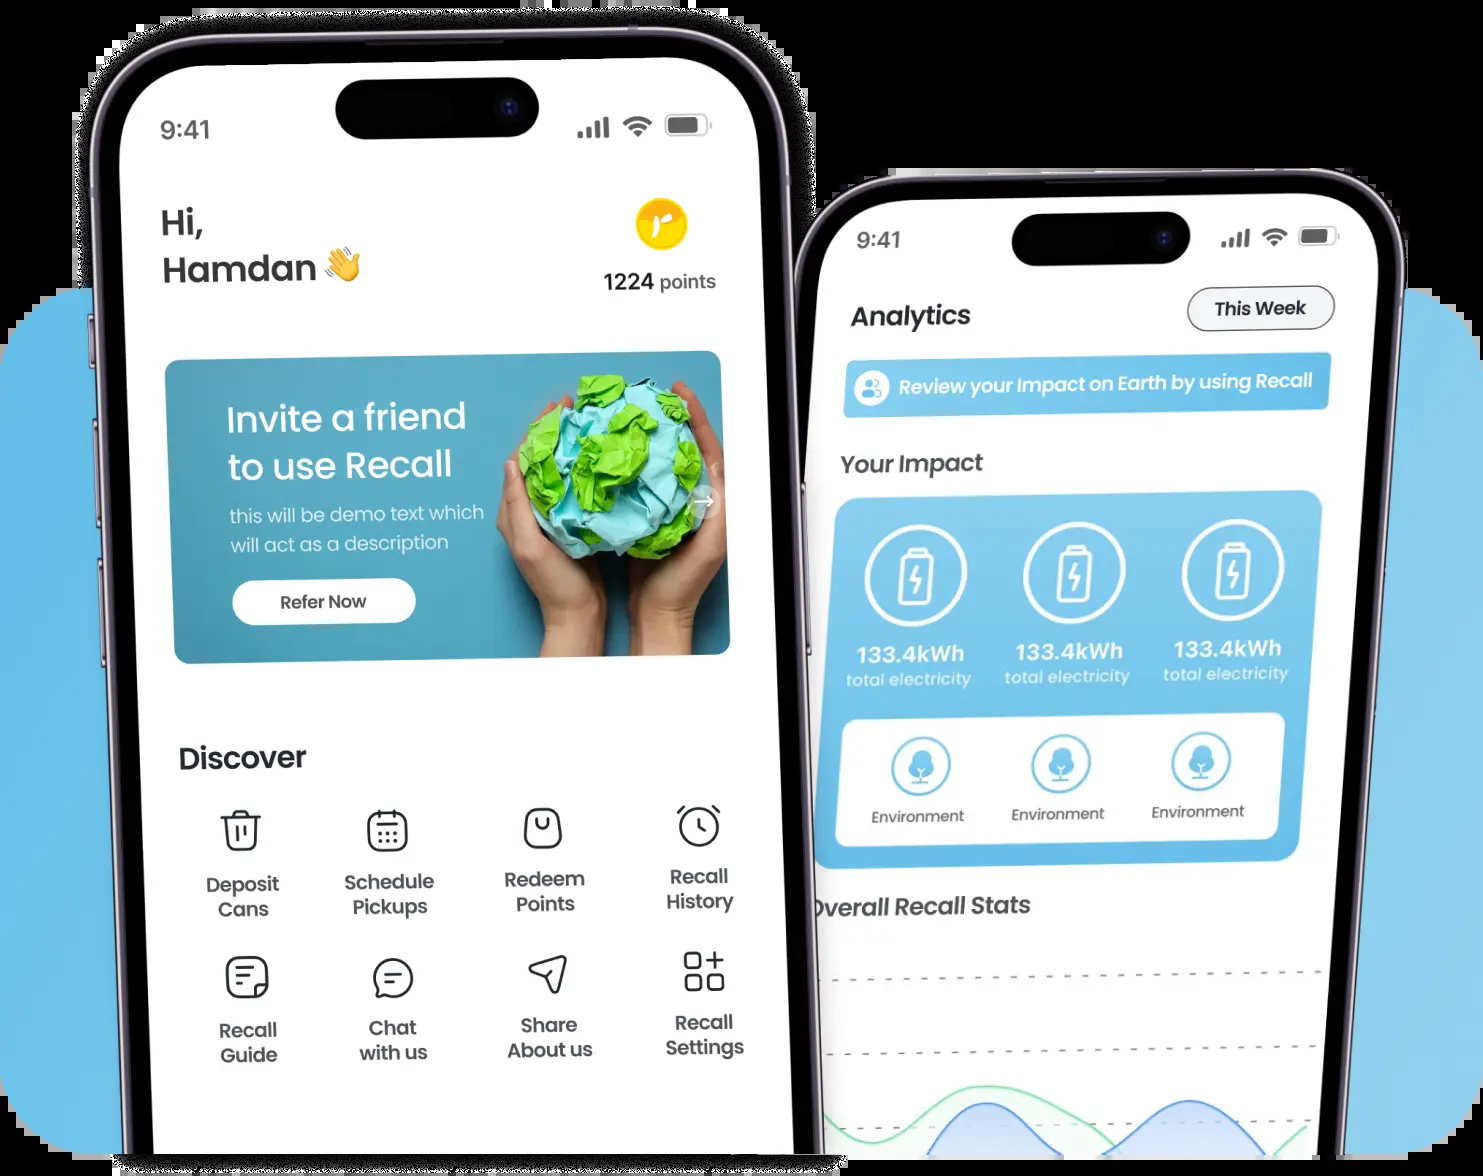 9:41
Hi,
Hamdan 👋
1224 points
Invite a friend
to use Recall
this will be demo text which
will act as a description
Refer Now
Discover
Deposit
Cans
Schedule
Pickups
Redeem
Points
Recall
History
Recall
Guide
Chat
with us
Share
About us
Recall
Settings
9:41
Analytics
This Week
Review your Impact on Earth by using Recall
Your Impact
133.4kWh
total electricity
133.4kWh
total electricity
133.4kWh
total electricity
Environment
Environment
Environment
Overall Recall Stats